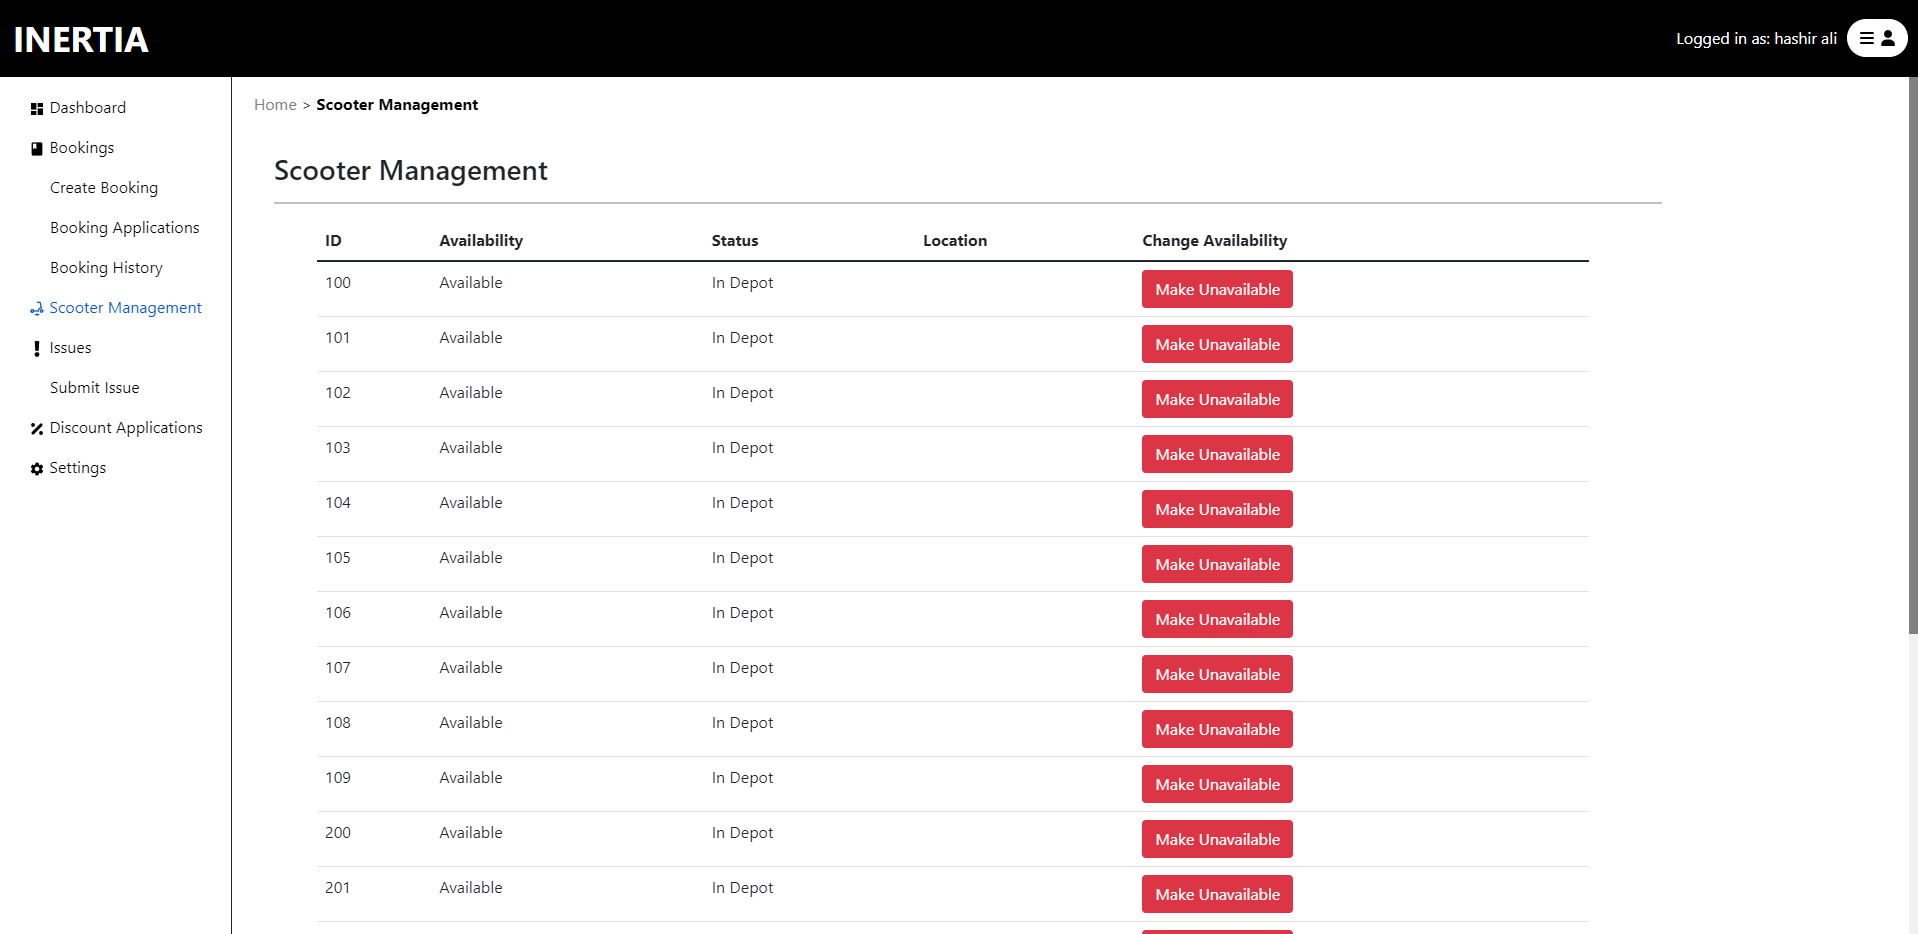 INERTIA
Logged in as: hashir ali
Dashboard
Bookings
Create Booking
Booking Applications
Booking History
Scooter Management
Issues
Submit Issue
Discount Applications
Settings
Home > Scooter Management
Scooter Management
ID Availability Status Location Change Availability
100 Available In Depot Make Unavailable
101 Available In Depot Make Unavailable
102 Available In Depot Make Unavailable
103 Available In Depot Make Unavailable
104 Available In Depot Make Unavailable
105 Available In Depot Make Unavailable
106 Available In Depot Make Unavailable
107 Available In Depot Make Unavailable
108 Available In Depot Make Unavailable
109 Available In Depot Make Unavailable
200 Available In Depot Make Unavailable
201 Available In Depot Make Unavailable